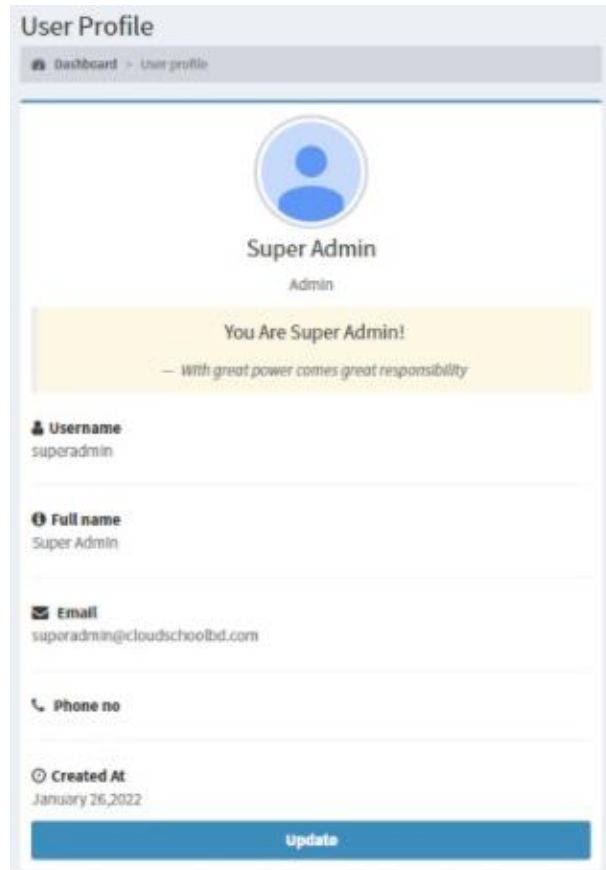 User Profile
Dashboard > User profile
Super Admin
Admin
You Are Super Admin!
— With great power comes great responsibility
Username
superadmin
Full name
Super Admin
Email
superadmin@cloudschoolbd.com
Phone no
Created At
January 26,2022
Update